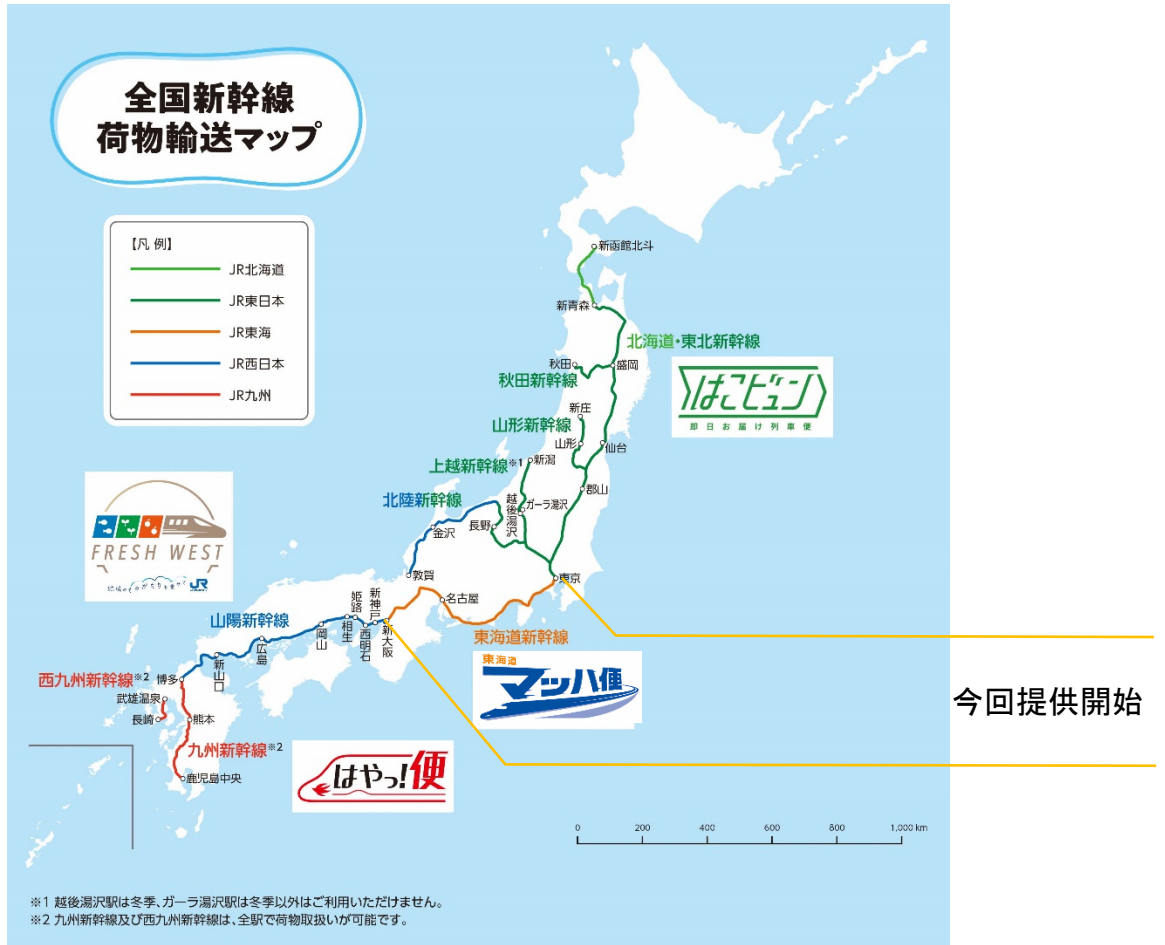 全国新幹線
荷物輸送マップ
【凡 例】
JR北海道
JR東日本
JR東海
JR西日本
JR九州
新函館北斗
新青森
北海道・東北新幹線
秋田
盛岡
秋田新幹線
はこビュン
即日お届け列車便
新庄
山形新幹線
山形
仙台
上越新幹線※1
新潟
郡山
北陸新幹線
越後湯沢
ガーラ湯沢
長野
金沢
FRESH WEST
JR
敦賀
東京
名古屋
山陽新幹線
姫路
新神戸
相生
西明石
新大阪
岡山
広島
新山口
東海道新幹線
東海道
マッハ便
西九州新幹線※2
博多
武雄温泉
長崎
熊本
九州新幹線※2
鹿児島中央
はやっ!便
今回提供開始
0 200 400 600 800 1,000 km
※1 越後湯沢駅は冬季、ガーラ湯沢駅は冬季以外はご利用いただけません。
※2 九州新幹線及び西九州新幹線は、全駅で荷物取扱いが可能です。